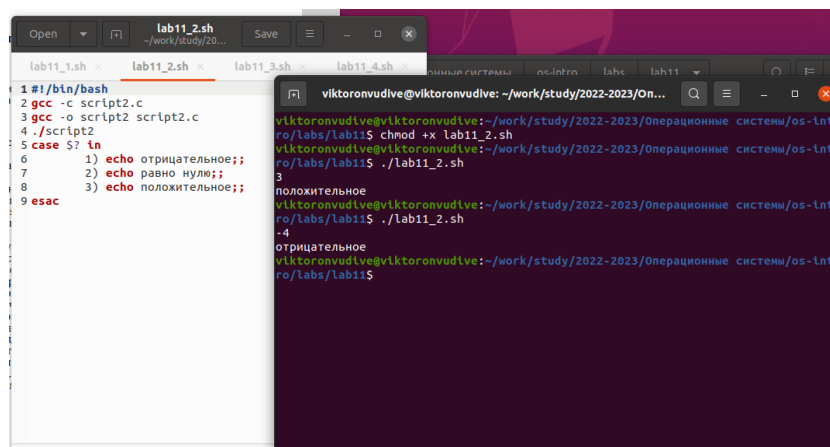 Open
lab11_2.sh
~/work/study/20...
Save
lab11_1.sh
lab11_2.sh
lab11_3.sh
lab11_4.sh
os-intro
labs
lab11
1 #!/bin/bash
2 gcc -c script2.c
3 gcc -o script2 script2.c
4 ./script2
5 case $? in
6 1) echo отрицательное;;
7 2) echo равно нулю;;
8 3) echo положительное;;
9 esac
viktoronvudive@viktoronvudive: ~/work/study/2022-2023/Оп...
viktoronvudive@viktoronvudive:~/work/study/2022-2023/Операционные системы/os-int
ro/labs/lab11$ chmod +x lab11_2.sh
viktoronvudive@viktoronvudive:~/work/study/2022-2023/Операционные системы/os-int
ro/labs/lab11$ ./lab11_2.sh
3
положительное
viktoronvudive@viktoronvudive:~/work/study/2022-2023/Операционные системы/os-int
ro/labs/lab11$ ./lab11_2.sh
-4
отрицательное
viktoronvudive@viktoronvudive:~/work/study/2022-2023/Операционные системы/os-int
ro/labs/lab11$